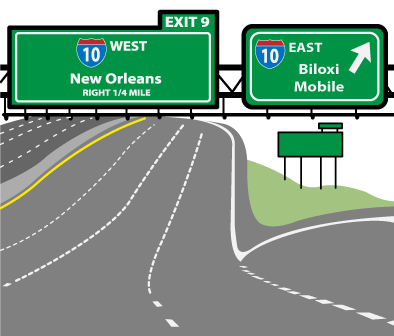 EXIT 9
10 WEST
New Orleans
RIGHT 1/4 MILE
10 EAST
Biloxi
Mobile